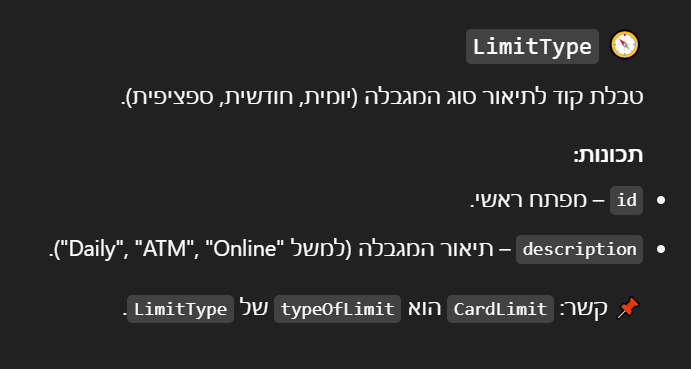 🧭 LimitType
טבלת קוד לתיאור סוג המגבלה (יומית, חודשית, ספציפית).
תכונות:
• id – מפתח ראשי.
• description – תיאור המגבלה (למשל "Daily", "ATM", "Online").
📌 קשר: CardLimit הוא typeOfLimit של LimitType.